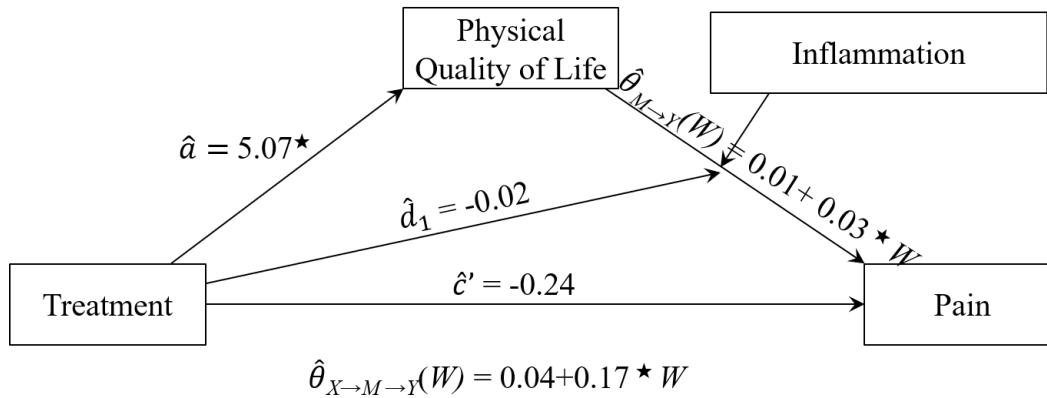 Physical
Quality of Life
Inflammation
θ̂M→Y(W) = 0.01+ 0.03★W
â = 5.07★
d̂₁ = -0.02
Treatment
ĉ’ = -0.24
Pain
θ̂X→M→Y(W) = 0.04+0.17★W